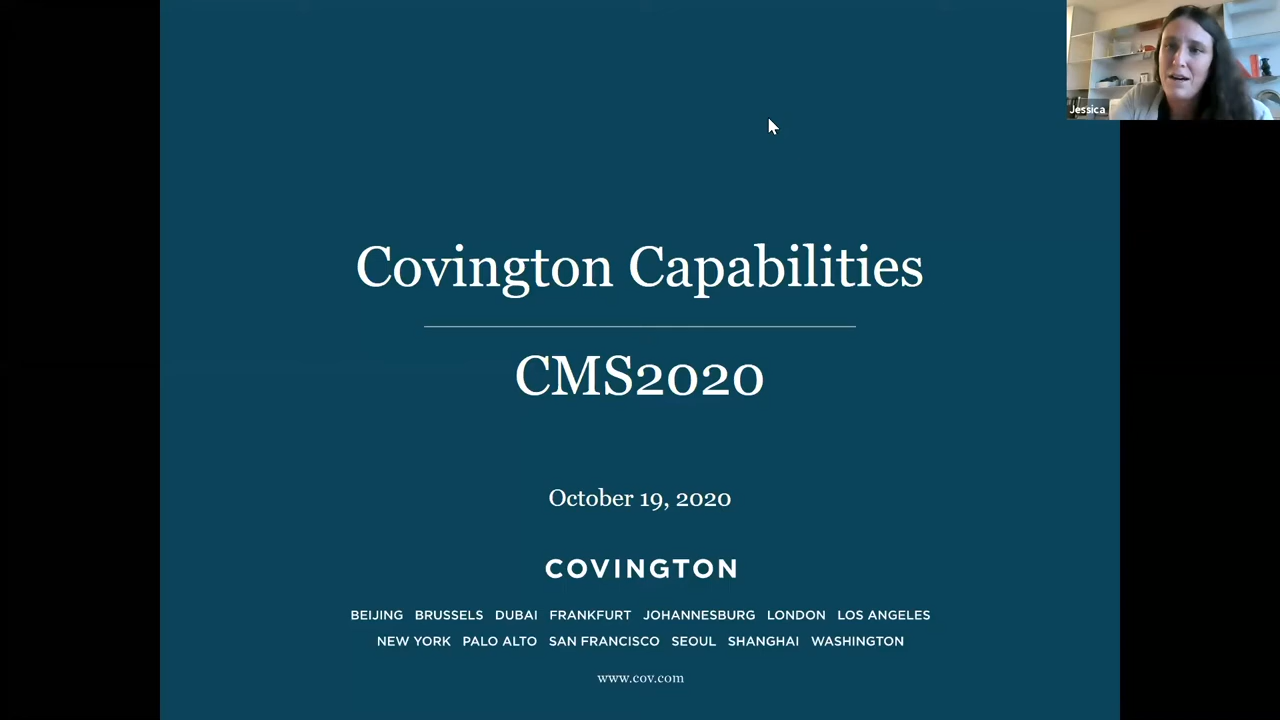 Jessica
Covington Capabilities
CMS2020
October 19, 2020
COVINGTON
BEIJING BRUSSELS DUBAI FRANKFURT JOHANNESBURG LONDON LOS ANGELES
NEW YORK PALO ALTO SAN FRANCISCO SEOUL SHANGHAI WASHINGTON
www.cov.com